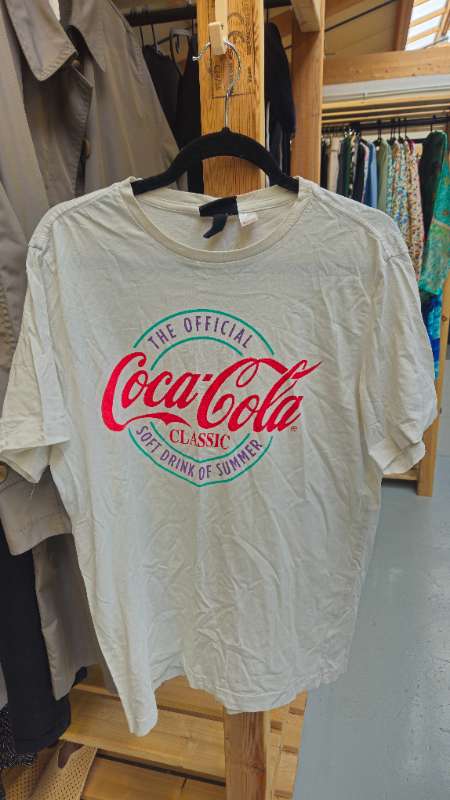 THE OFFICIAL
Coca-Cola
®
CLASSIC
SOFT DRINK OF SUMMER